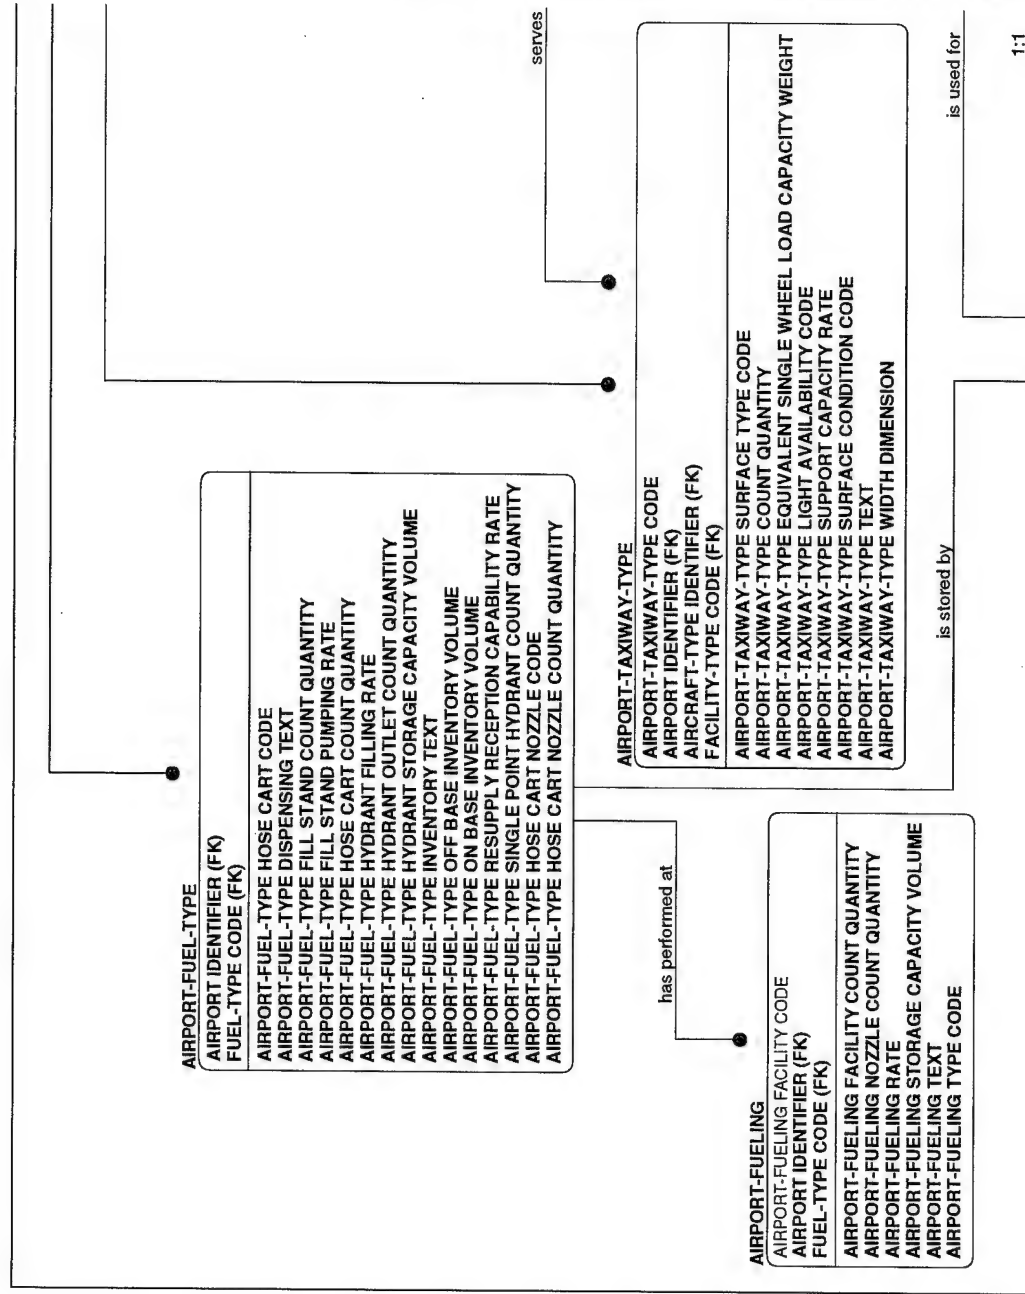 AIRPORT-FUEL-TYPE
AIRPORT IDENTIFIER (FK)
FUEL-TYPE CODE (FK)
AIRPORT-FUEL-TYPE HOSE CART CODE
AIRPORT-FUEL-TYPE DISPENSING TEXT
AIRPORT-FUEL-TYPE FILL STAND COUNT QUANTITY
AIRPORT-FUEL-TYPE FILL STAND PUMPING RATE
AIRPORT-FUEL-TYPE HOSE CART COUNT QUANTITY
AIRPORT-FUEL-TYPE HYDRANT FILLING RATE
AIRPORT-FUEL-TYPE HYDRANT OUTLET COUNT QUANTITY
AIRPORT-FUEL-TYPE HYDRANT STORAGE CAPACITY VOLUME
AIRPORT-FUEL-TYPE INVENTORY TEXT
AIRPORT-FUEL-TYPE OFF BASE INVENTORY VOLUME
AIRPORT-FUEL-TYPE ON BASE INVENTORY VOLUME
AIRPORT-FUEL-TYPE RESUPPLY RECEPTION CAPABILITY RATE
AIRPORT-FUEL-TYPE SINGLE POINT HYDRANT COUNT QUANTITY
AIRPORT-FUEL-TYPE HOSE CART NOZZLE CODE
AIRPORT-FUEL-TYPE HOSE CART NOZZLE COUNT QUANTITY
serves
has performed at
AIRPORT-TAXIWAY-TYPE
AIRPORT-TAXIWAY-TYPE CODE
AIRPORT IDENTIFIER (FK)
AIRCRAFT-TYPE IDENTIFIER (FK)
FACILITY-TYPE CODE (FK)
AIRPORT-TAXIWAY-TYPE SURFACE TYPE CODE
AIRPORT-TAXIWAY-TYPE COUNT QUANTITY
AIRPORT-TAXIWAY-TYPE EQUIVALENT SINGLE WHEEL LOAD CAPACITY WEIGHT
AIRPORT-TAXIWAY-TYPE LIGHT AVAILABILITY CODE
AIRPORT-TAXIWAY-TYPE SUPPORT CAPACITY RATE
AIRPORT-TAXIWAY-TYPE SURFACE CONDITION CODE
AIRPORT-TAXIWAY-TYPE TEXT
AIRPORT-TAXIWAY-TYPE WIDTH DIMENSION
AIRPORT-FUELING
AIRPORT-FUELING FACILITY CODE
AIRPORT IDENTIFIER (FK)
FUEL-TYPE CODE (FK)
AIRPORT-FUELING FACILITY COUNT QUANTITY
AIRPORT-FUELING NOZZLE COUNT QUANTITY
AIRPORT-FUELING RATE
AIRPORT-FUELING STORAGE CAPACITY VOLUME
AIRPORT-FUELING TEXT
AIRPORT-FUELING TYPE CODE
is stored by
is used for
1:1